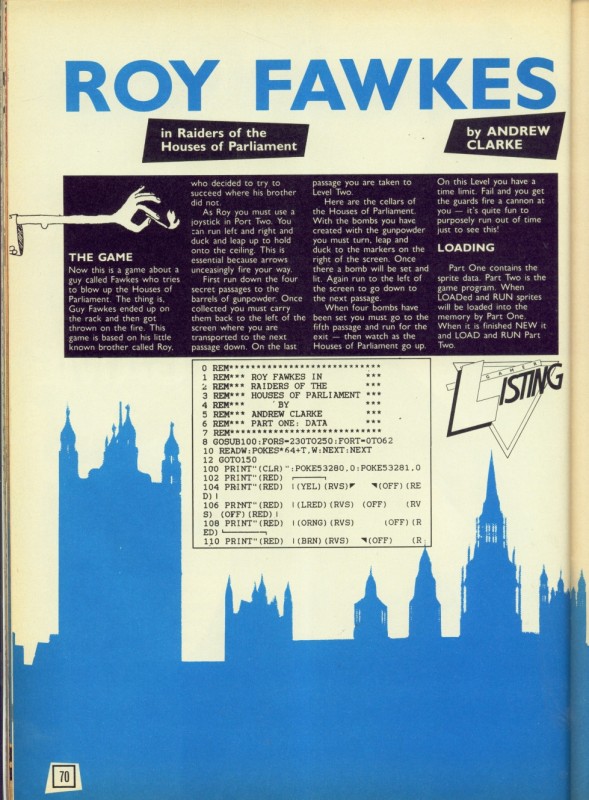 ROY FAWKES
in Raiders of the
Houses of Parliament
by ANDREW
CLARKE
THE GAME
Now this is a game about a
guy called Fawkes who tries
to blow up the Houses of
Parliament. The thing is,
Guy Fawkes ended up on
the rack and then got
thrown on the fire. This
game is based on his little
known brother called Roy,
who decided to try to
succeed where his brother
did not.
As Roy you must use a
joystick in Part Two. You
can run left and right and
duck and leap up to hold
onto the ceiling. This is
essential because arrows
unceasingly fire your way.
First run down the four
secret passages to the
barrels of gunpowder. Once
collected you must carry
them back to the left of the
screen where you are
transported to the next
passage down. On the last
passage you are taken to
Level Two.
Here are the cellars of
the Houses of Parliament.
With the bombs you have
created with the gunpowder
you must turn, leap and
duck to the markers on the
right of the screen. Once
there a bomb will be set and
lit. Again run to the left of
the screen to go down to
the next passage.
When four bombs have
been set you must go to the
fifth passage and run for the
exit — then watch as the
Houses of Parliament go up.
On this Level you have a
time limit. Fail and you get
the guards fire a cannon at
you — it's quite fun to
purposely run out of time
just to see this!
LOADING
Part One contains the
sprite data. Part Two is the
game program. When
LOADed and RUN sprites
will be loaded into the
memory by Part One.
When it is finished NEW it
and LOAD and RUN Part
Two.
GAMES
LISTING
0 REM****************************
1 REM*** ROY FAWKES IN ***
2 REM*** RAIDERS OF THE ***
3 REM*** HOUSES OF PARLIAMENT ***
4 REM*** BY ***
5 REM*** ANDREW CLARKE ***
6 REM*** PART ONE: DATA ***
7 REM****************************
8 GOSUB100:FORS=230TO250:FORT=0TO62
10 READW:POKES*64+T,W:NEXT:NEXT
12 GOTO150
100 PRINT"(CLR)":POKE53280,0:POKE53281,0
102 PRINT"(RED)
104 PRINT"(RED) |(YEL)(RVS)◤ ◥(OFF)(RE
D)|
106 PRINT"(RED) |(LRED)(RVS) (OFF) (RV
S) (OFF)(RED)|
108 PRINT"(RED) |(ORNG)(RVS) (OFF)(R
ED)
110 PRINT"(RED) |(BRN)(RVS) ◥(OFF) (R
70